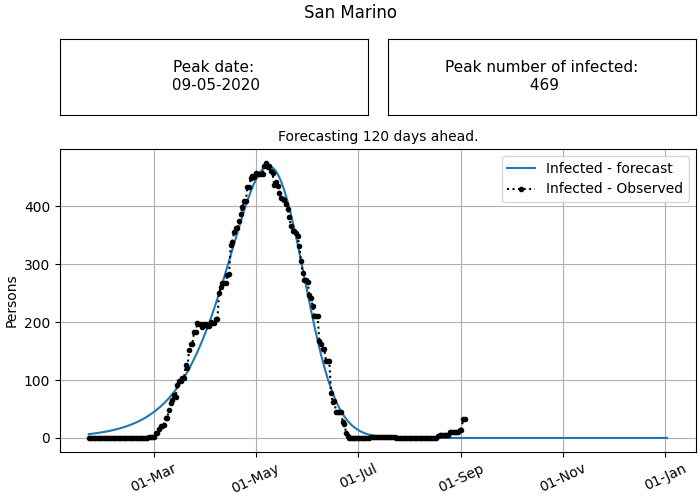 San Marino
Peak date:
09-05-2020
Peak number of infected:
469
Forecasting 120 days ahead.
Infected - forecast
Infected - Observed
Persons
400
300
200
100
0
01-Mar
01-May
01-Jul
01-Sep
01-Nov
01-Jan